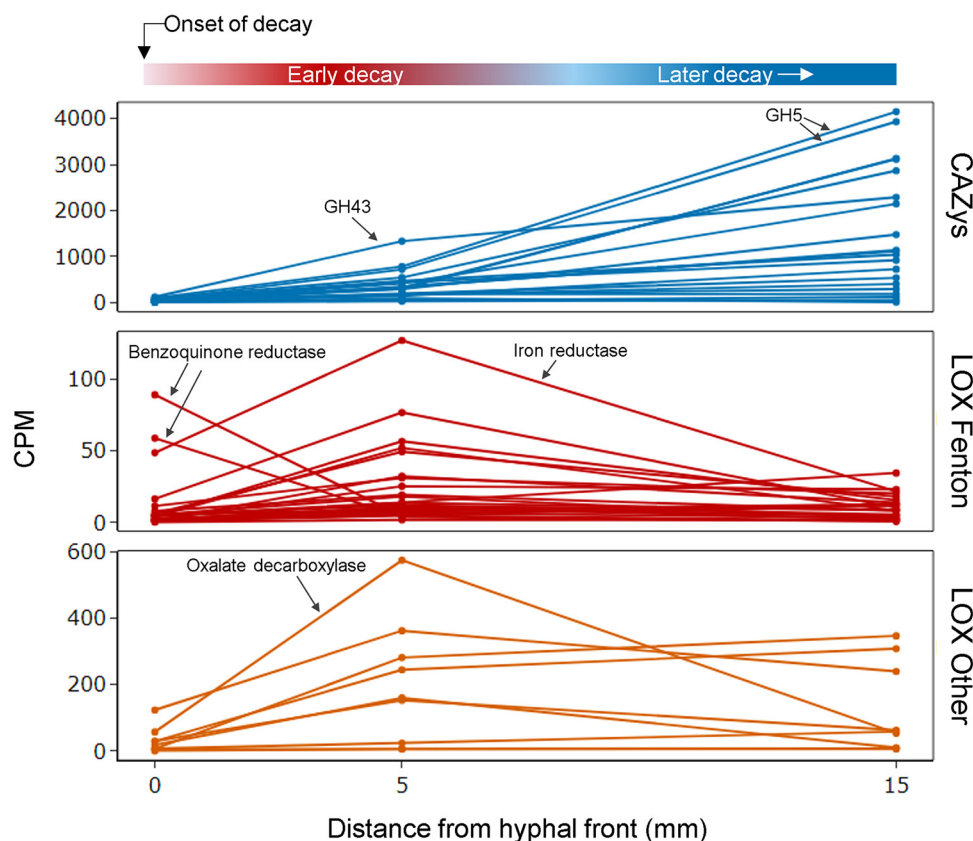 Onset of decay
Early decay
Later decay
4000
3000
2000
1000
0
GH43
GH5
CAZys
100
50
0
Benzoquinone reductase
Iron reductase
LOX Fenton
CPM
600
400
200
0
Oxalate decarboxylase
LOX Other
0
5
15
Distance from hyphal front (mm)